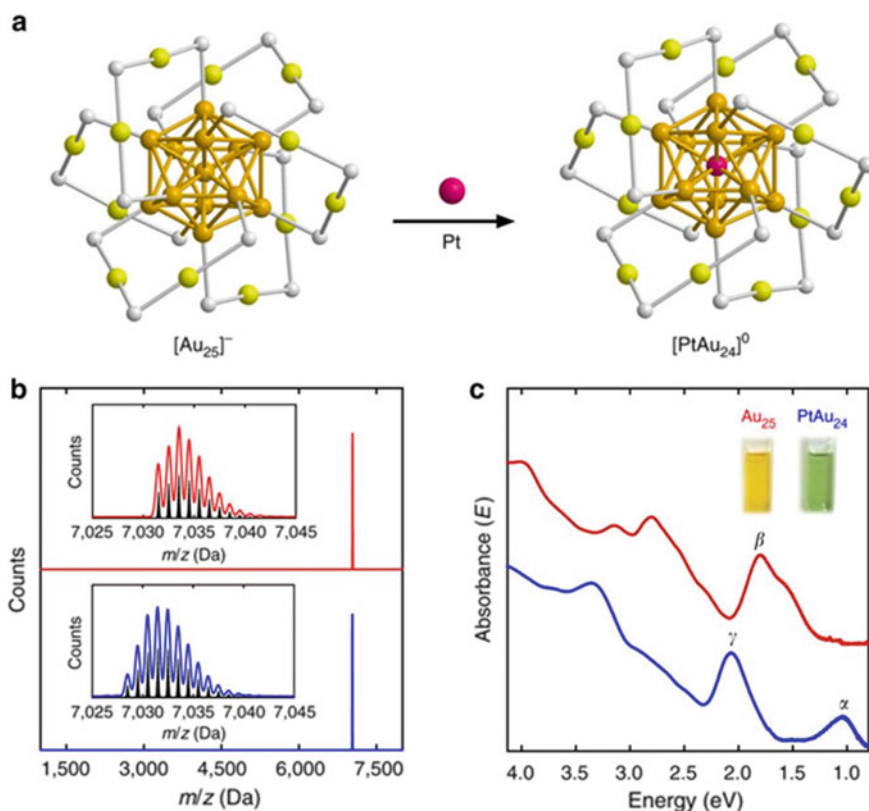 a
Pt
[Au₂₅]⁻
[PtAu₂₄]⁰
b
Counts
Counts
7,025 7,030 7,035 7,040 7,045
m/z (Da)
Counts
7,025 7,030 7,035 7,040 7,045
m/z (Da)
1,500 3,000 4,500 6,000 7,500
m/z (Da)
c
Au₂₅ PtAu₂₄
Absorbance (E)
β
γ
α
4.0 3.5 3.0 2.5 2.0 1.5 1.0
Energy (eV)